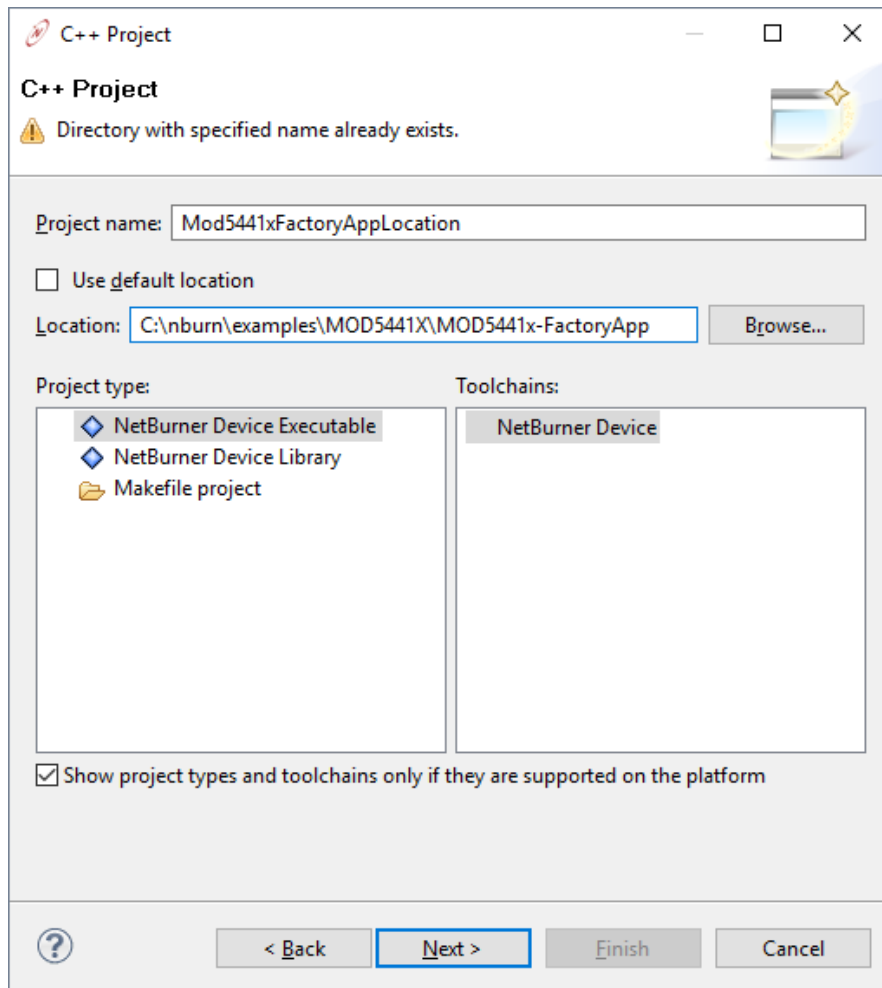 C++ Project
C++ Project
Directory with specified name already exists.
Project name: Mod5441xFactoryAppLocation
Use default location
Location: C:\nburn\examples\MOD5441X\MOD5441x-FactoryApp Browse...
Project type: Toolchains:
NetBurner Device Executable NetBurner Device
NetBurner Device Library
Makefile project
Show project types and toolchains only if they are supported on the platform
? < Back Next > Finish Cancel